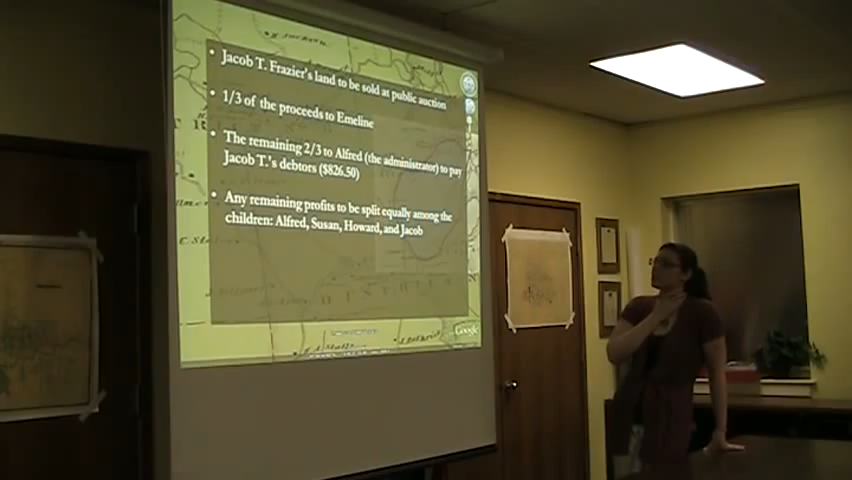 • Jacob T. Frazier's land to be sold at public auction
• 1/3 of the proceeds to Emeline
• The remaining 2/3 to Alfred (the administrator) to pay
Jacob T.'s debtors ($826.50)
• Any remaining profits to be split equally among the
children: Alfred, Susan, Howard, and Jacob
Google